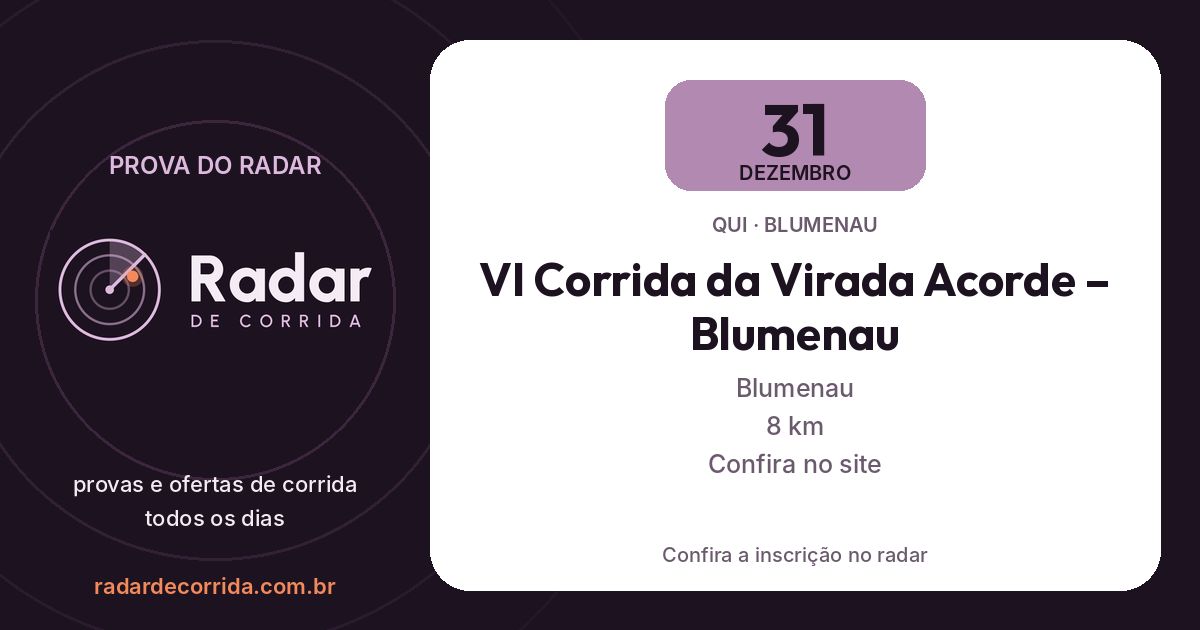 PROVA DO RADAR
Radar
DE CORRIDA
provas e ofertas de corrida
todos os dias
radardecorrida.com.br
31
DEZEMBRO
QUI · BLUMENAU
VI Corrida da Virada Acorde –
Blumenau
Blumenau
8 km
Confira no site
Confira a inscrição no radar